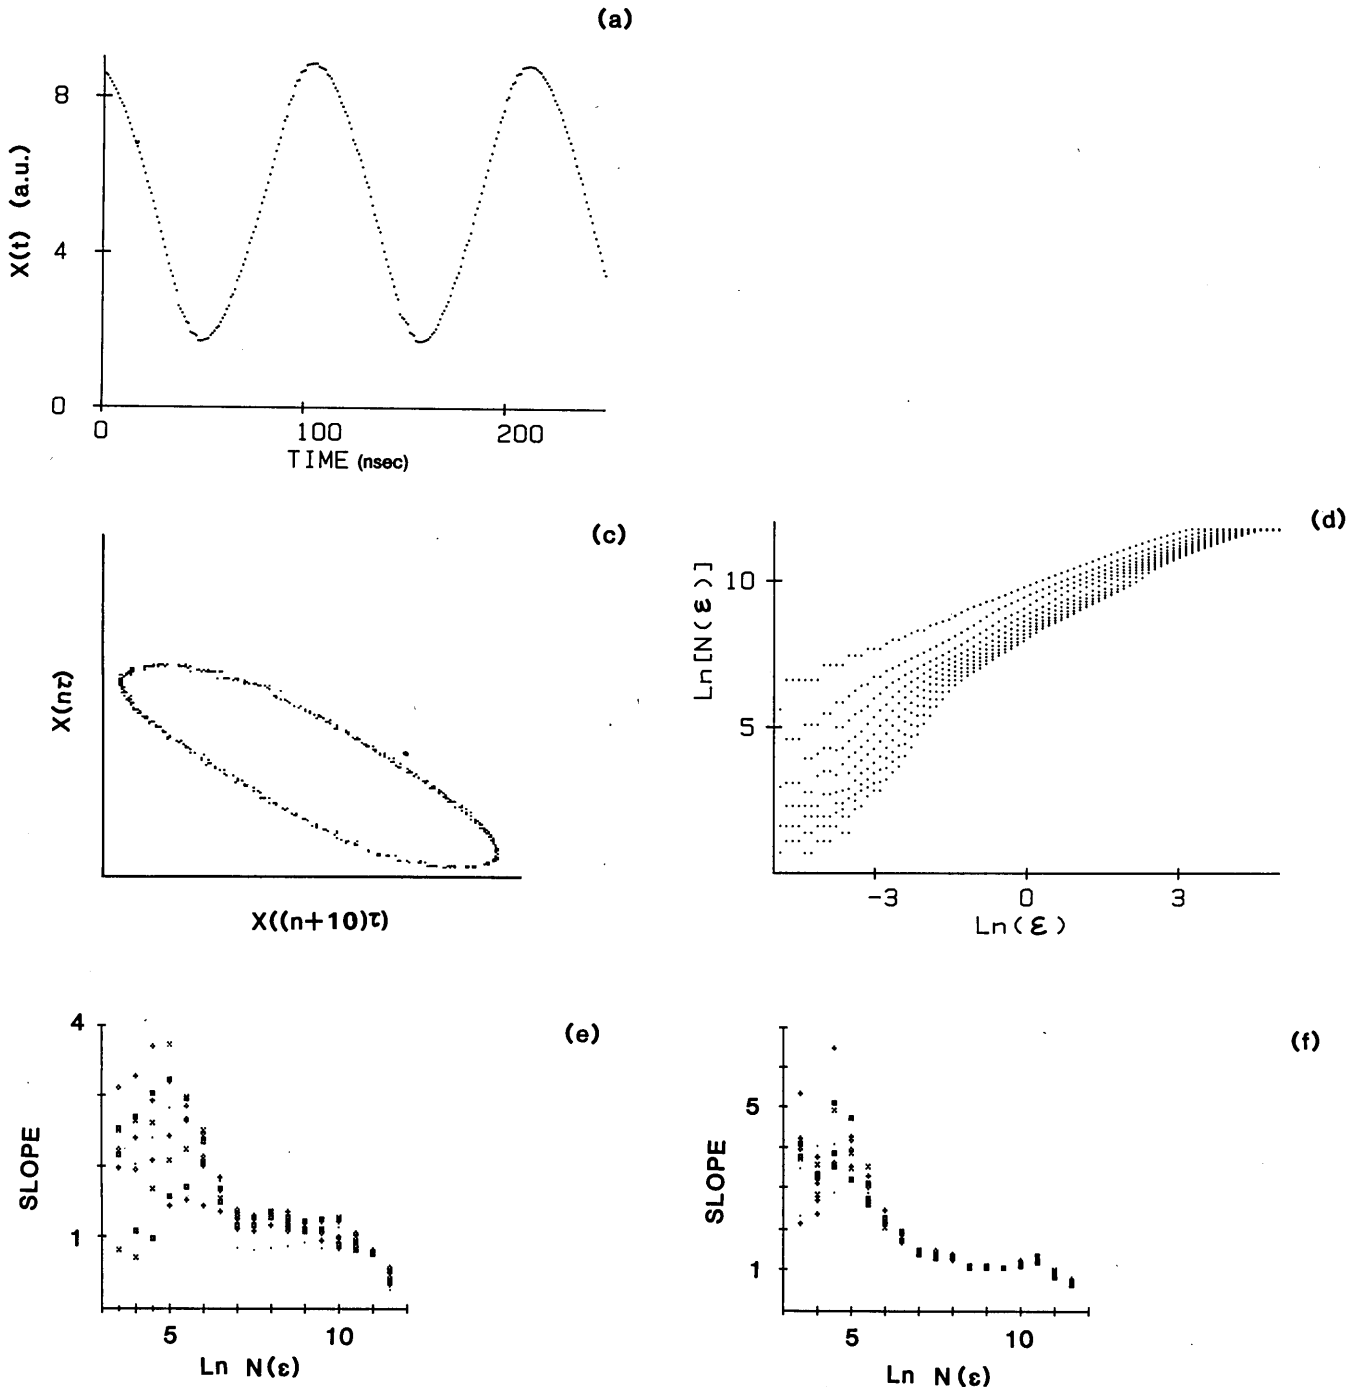 (a)
8
4
0
X(t) (a.u.)
0 100 200
TIME (nsec)
(c)
X(nτ)
X((n+10)τ)
(d)
10
5
Ln[N(ε)]
-3 0 3
Ln(ε)
(e)
4
1
SLOPE
5 10
Ln N(ε)
(f)
5
1
SLOPE
5 10
Ln N(ε)